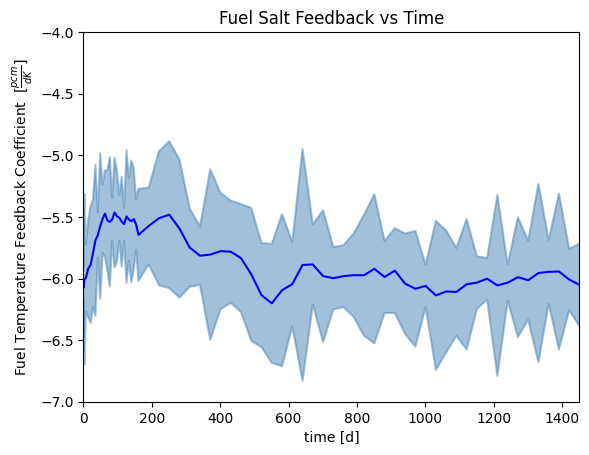 Fuel Salt Feedback vs Time
Fuel Temperature Feedback Coefficient [pcm/dK]
−4.0
−4.5
−5.0
−5.5
−6.0
−6.5
−7.0
0 200 400 600 800 1000 1200 1400
time [d]